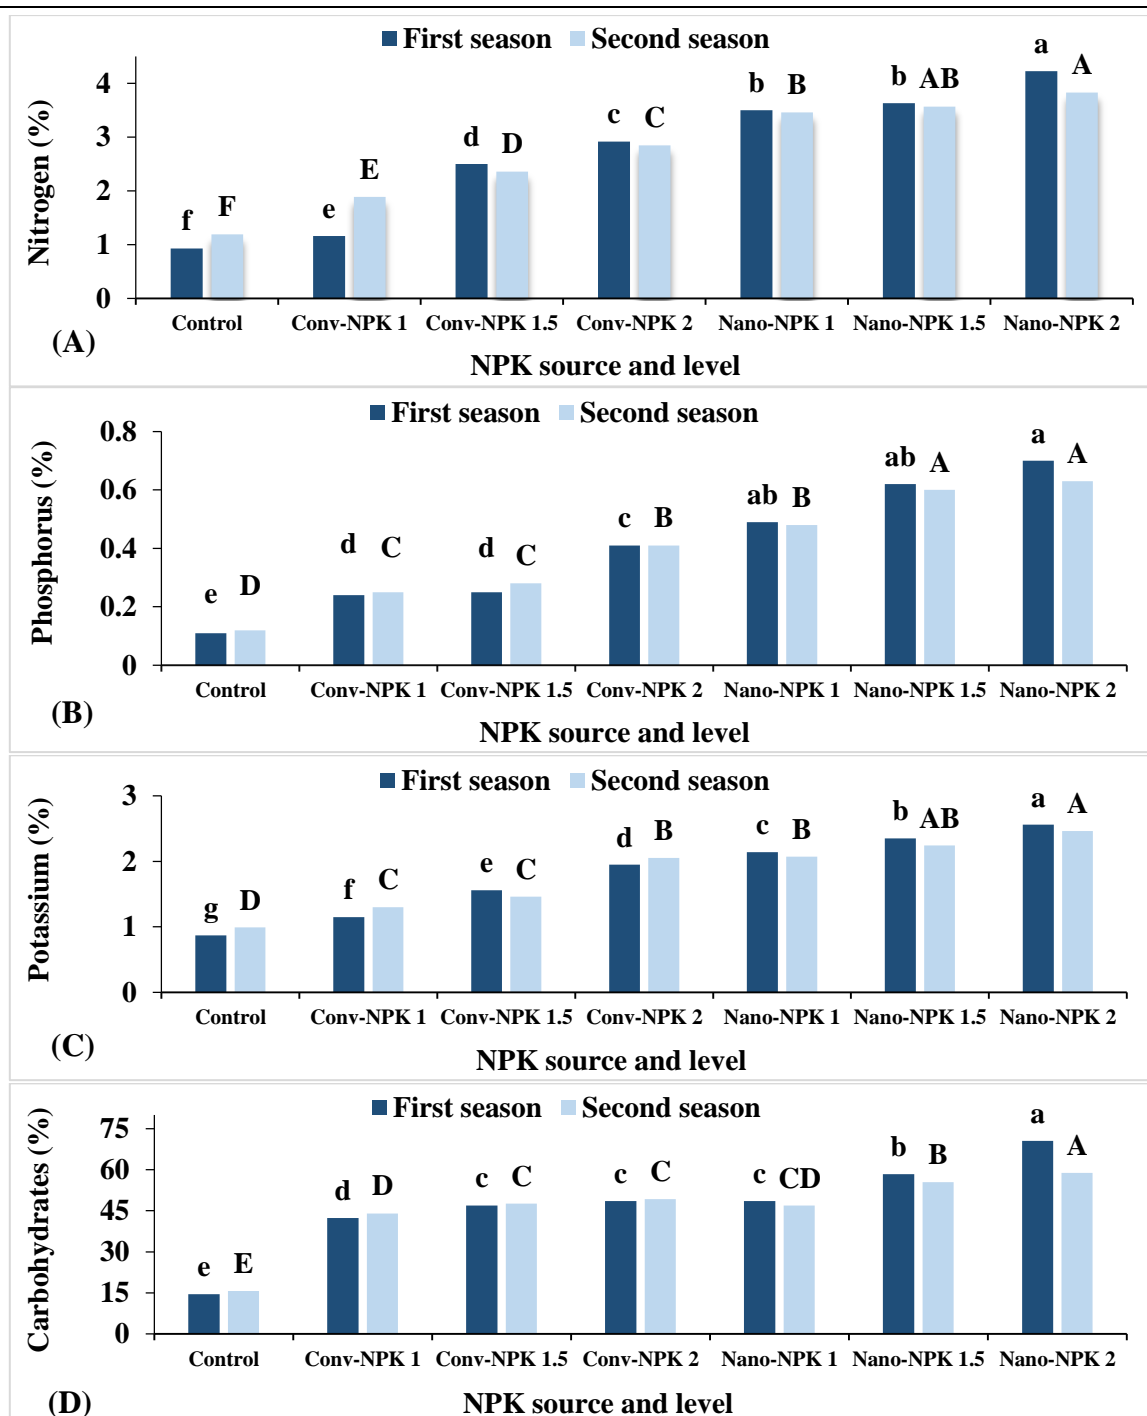 First season Second season
Nitrogen (%)
4
3
2
1
0
f F e E d D c C b B b AB a A
Control Conv-NPK 1 Conv-NPK 1.5 Conv-NPK 2 Nano-NPK 1 Nano-NPK 1.5 Nano-NPK 2
(A)
NPK source and level
First season Second season
Phosphorus (%)
0.8
0.6
0.4
0.2
0
e D d C d C c B ab B ab A a A
Control Conv-NPK 1 Conv-NPK 1.5 Conv-NPK 2 Nano-NPK 1 Nano-NPK 1.5 Nano-NPK 2
(B)
NPK source and level
First season Second season
Potassium (%)
3
2
1
0
g D f C e C d B c B b AB a A
Control Conv-NPK 1 Conv-NPK 1.5 Conv-NPK 2 Nano-NPK 1 Nano-NPK 1.5 Nano-NPK 2
(C)
NPK source and level
First season Second season
Carbohydrates (%)
75
60
45
30
15
0
e E d D c C c C c CD b B a A
Control Conv-NPK 1 Conv-NPK 1.5 Conv-NPK 2 Nano-NPK 1 Nano-NPK 1.5 Nano-NPK 2
(D)
NPK source and level